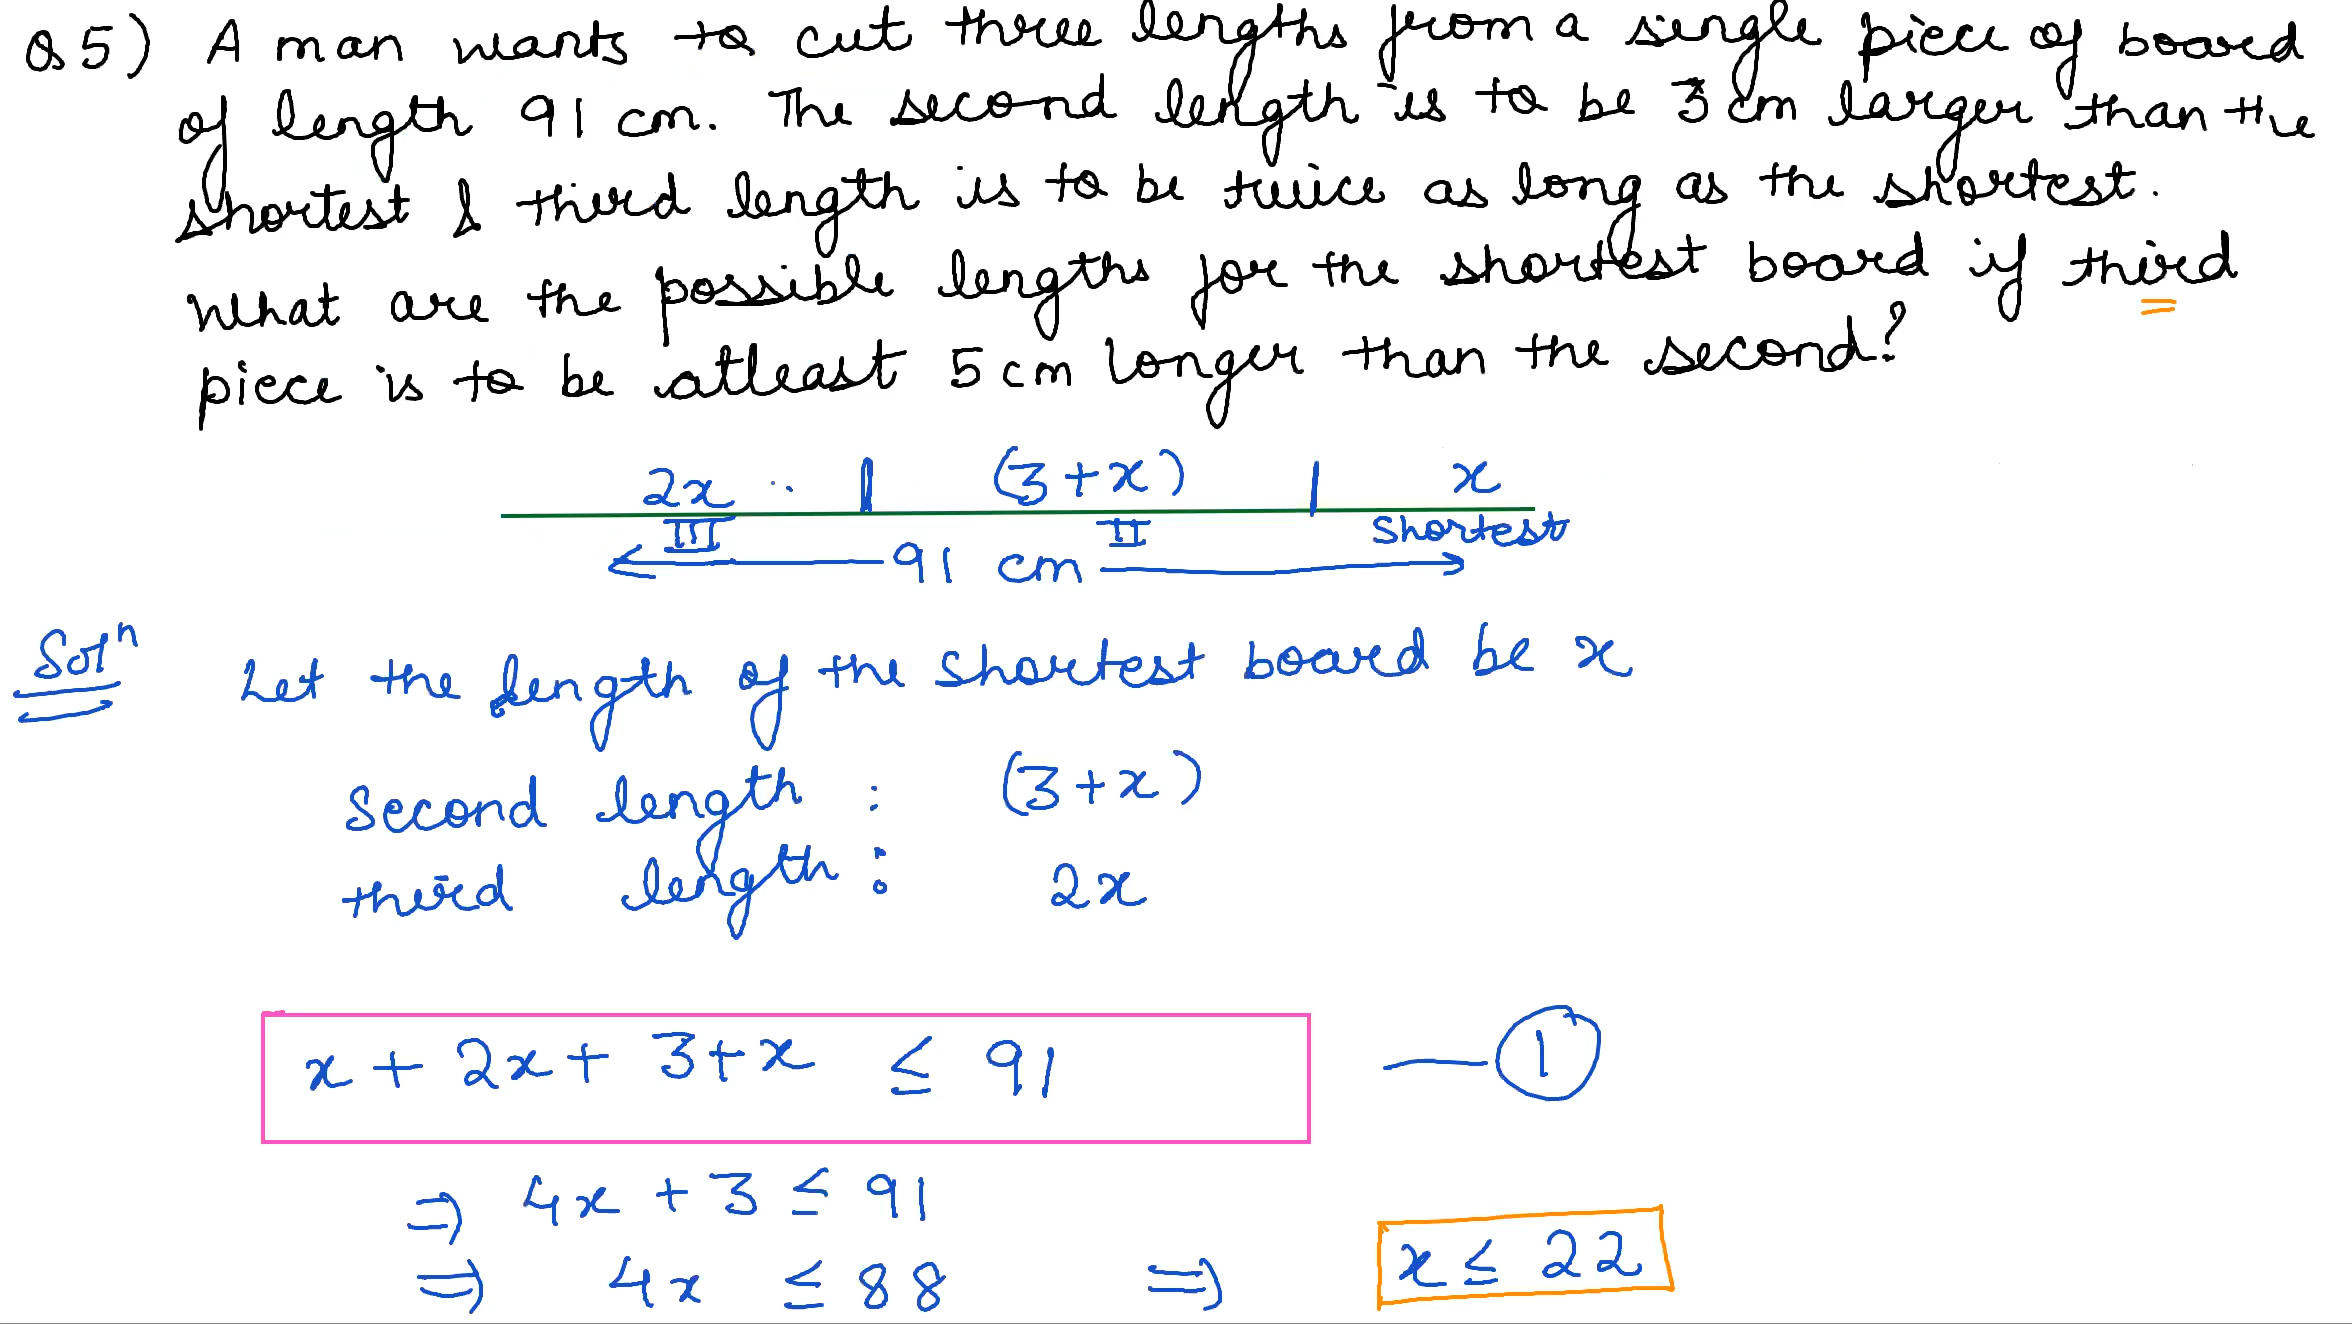 Q5) A man wants to cut three lengths from a single piece of board
of length 91 cm. The second length is to be 3 cm larger than the
shortest & third length is to be twice as long as the shortest.
What are the possible lengths for the shortest board if third
piece is to be atleast 5 cm longer than the second?
2x | (3+x) | x
III II Shortest
91 cm
Solⁿ Let the length of the shortest board be x
Second length : (3+x)
third length : 2x
x + 2x + 3+x ≤ 91 — 1
⇒ 4x + 3 ≤ 91
⇒ 4x ≤ 88 ⇒ x ≤ 22